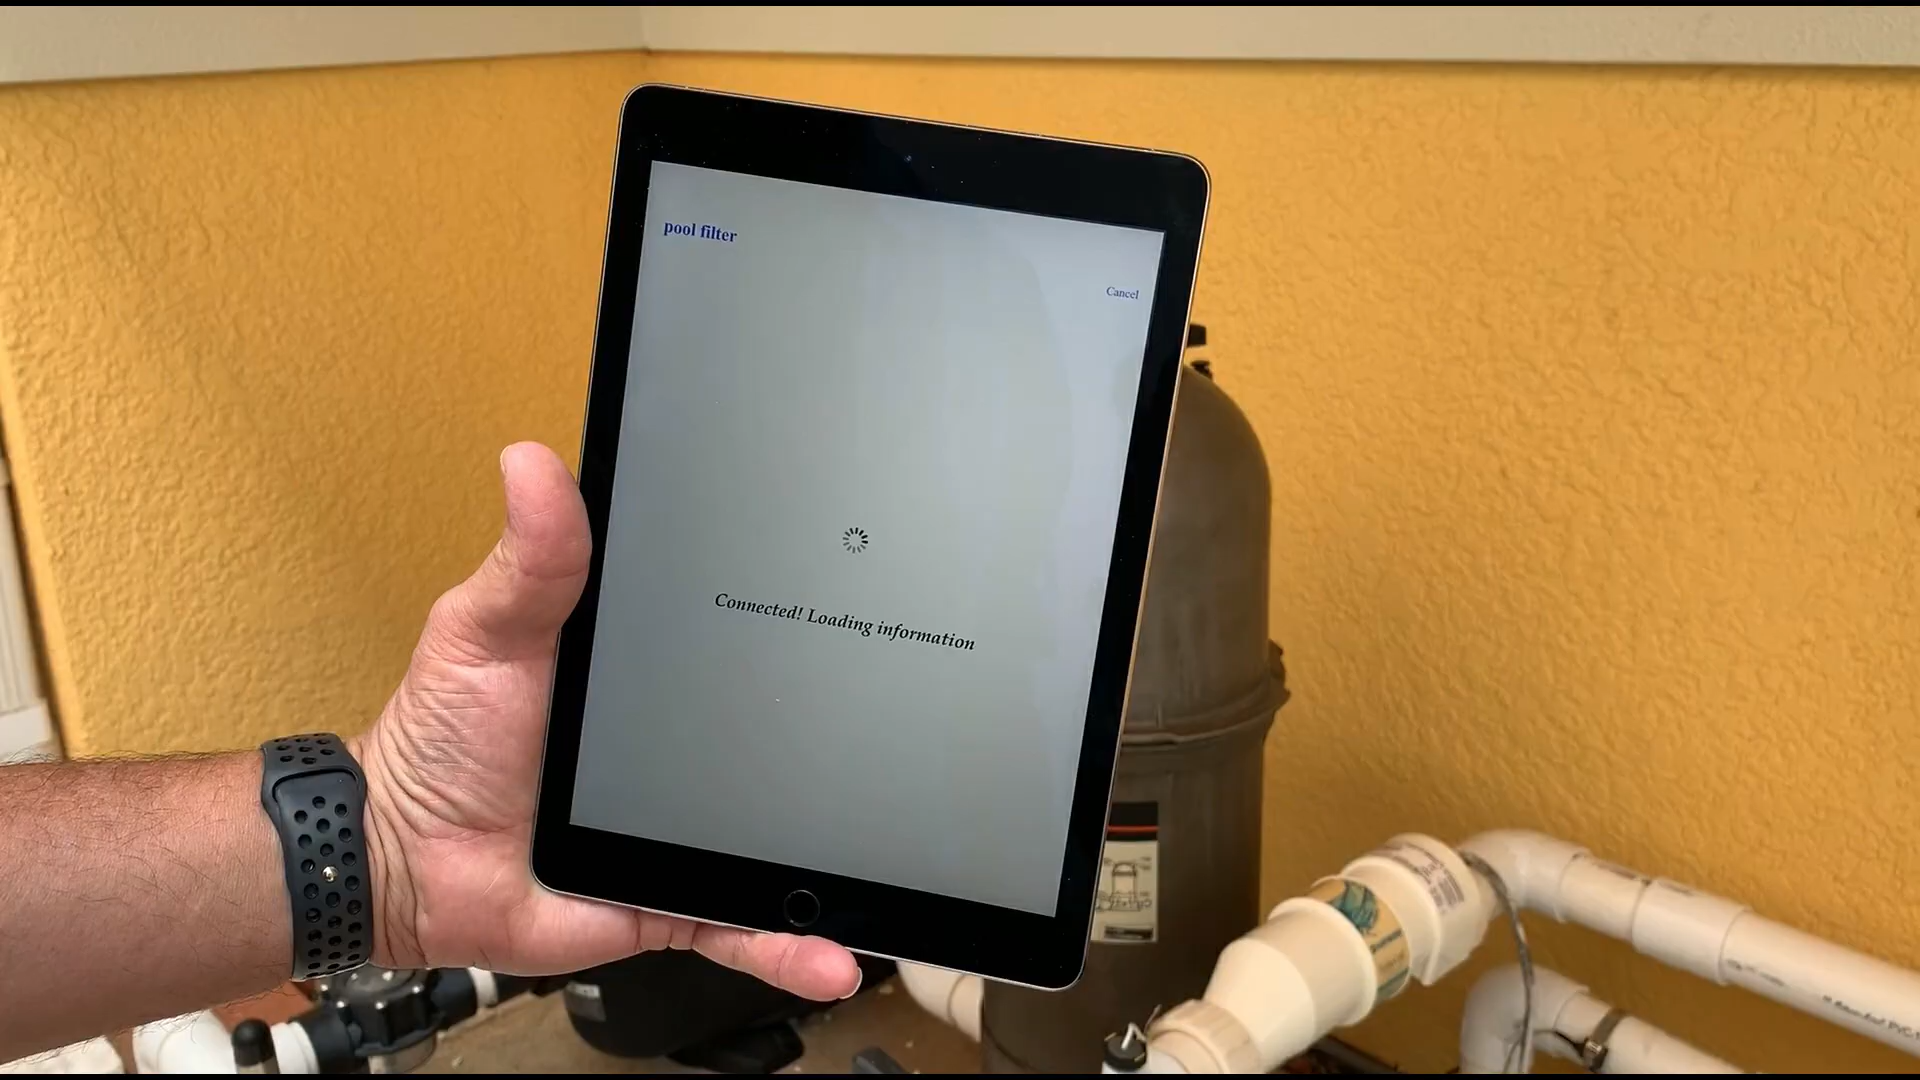 pool filter
Cancel
Connected! Loading information